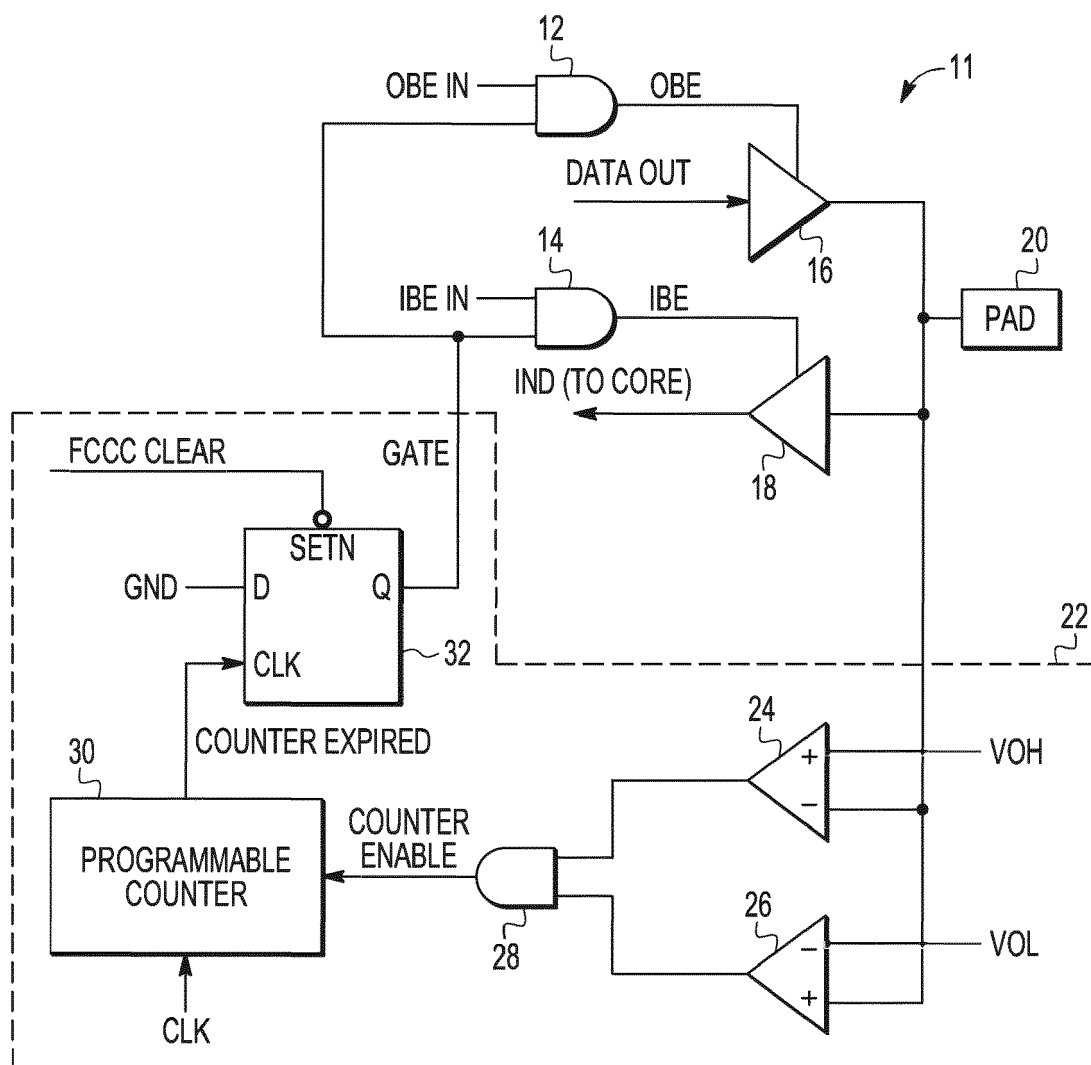 12
11
OBE IN
OBE
DATA OUT
16
14
20
IBE IN
IBE
PAD
IND (TO CORE)
18
FCCC CLEAR
GATE
SETN
GND
D
Q
32
22
CLK
24
COUNTER EXPIRED
30
+
VOH
−
COUNTER
ENABLE
PROGRAMMABLE
COUNTER
26
28
−
VOL
+
CLK